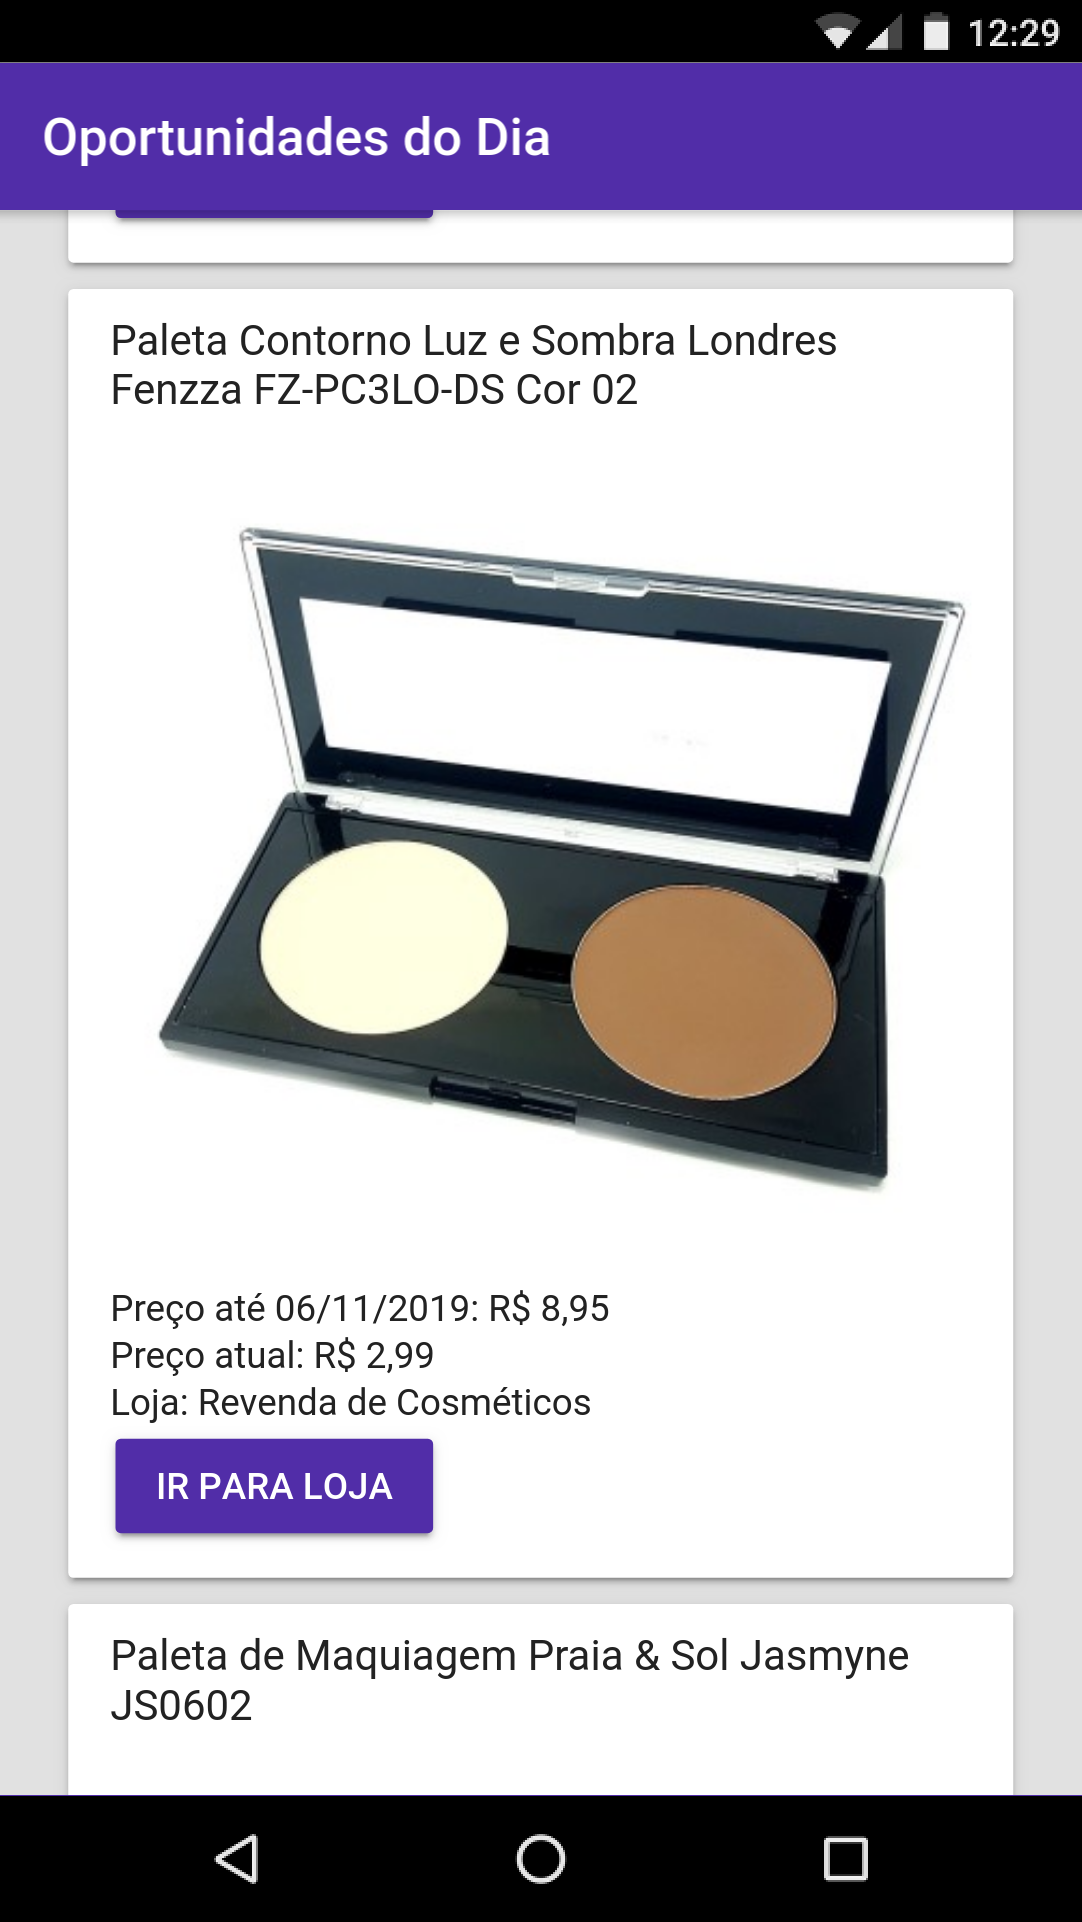 12:29
Oportunidades do Dia
Paleta Contorno Luz e Sombra Londres
Fenzza FZ-PC3LO-DS Cor 02
Preço até 06/11/2019: R$ 8,95
Preço atual: R$ 2,99
Loja: Revenda de Cosméticos
IR PARA LOJA
Paleta de Maquiagem Praia & Sol Jasmyne
JS0602